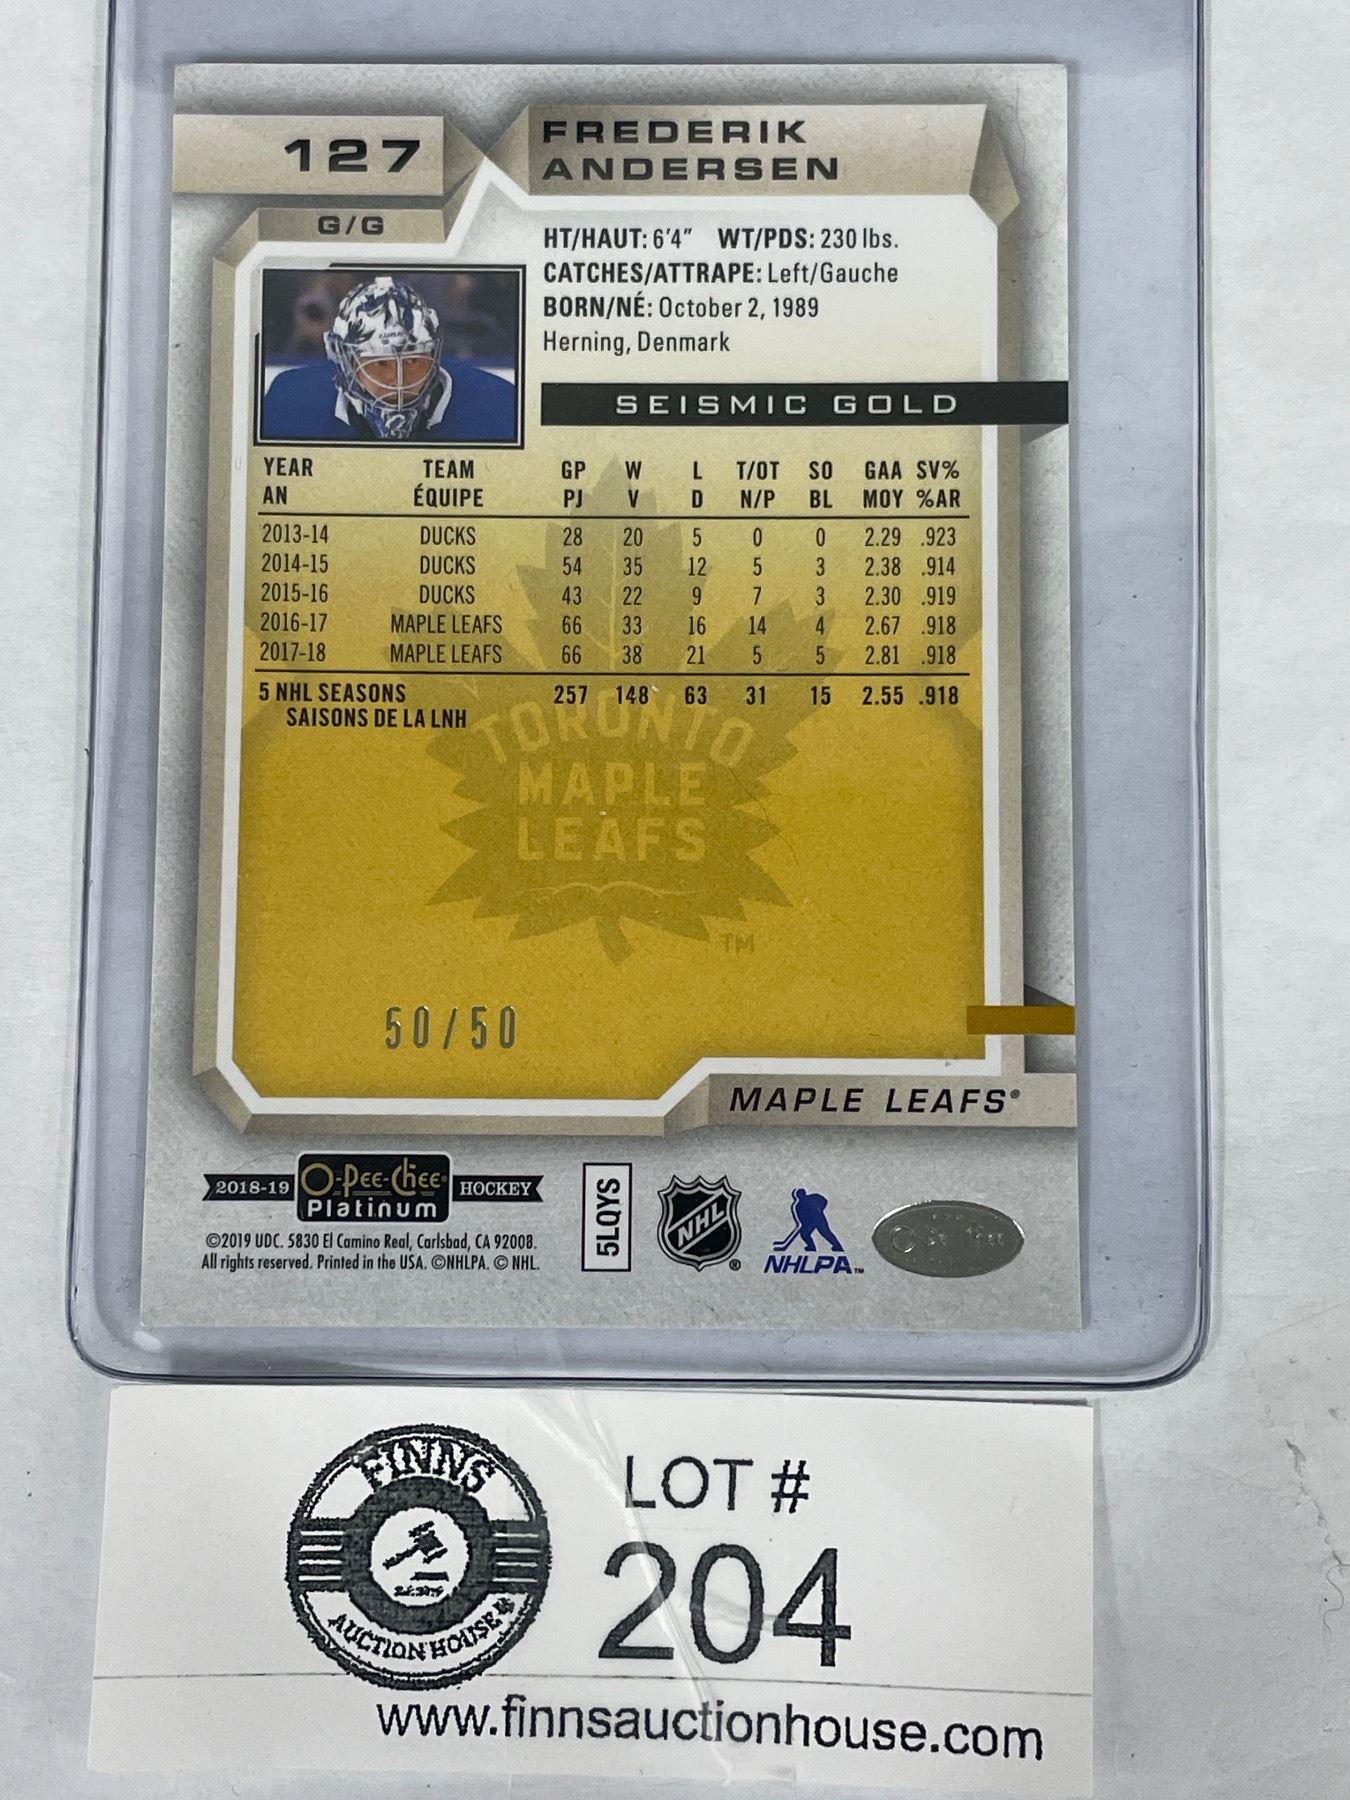 127
FREDERIK
ANDERSEN
G/G
HT/HAUT: 6'4" WT/PDS: 230 lbs.
CATCHES/ATTRAPE: Left/Gauche
BORN/NÉ: October 2, 1989
Herning, Denmark
SEISMIC GOLD
YEAR TEAM GP W L T/OT SO GAA SV%
AN ÉQUIPE PJ V D N/P BL MOY %AR
2013-14 DUCKS 28 20 5 0 0 2.29 .923
2014-15 DUCKS 54 35 12 5 3 2.38 .914
2015-16 DUCKS 43 22 9 7 3 2.30 .919
2016-17 MAPLE LEAFS 66 33 16 14 4 2.67 .918
2017-18 MAPLE LEAFS 66 38 21 5 5 2.81 .918
5 NHL SEASONS 257 148 63 31 15 2.55 .918
SAISONS DE LA LNH
TORONTO
MAPLE
LEAFS
TM
50/50
MAPLE LEAFS®
2018-19 O-Pee-Chee® HOCKEY
Platinum
©2019 UDC. 5830 El Camino Real, Carlsbad, CA 92008.
All rights reserved. Printed in the USA. ©NHLPA. © NHL.
5LQYS
NHL®
NHLPA™
FINNS
AUCTION HOUSE
LOT #
204
www.finnsauctionhouse.com